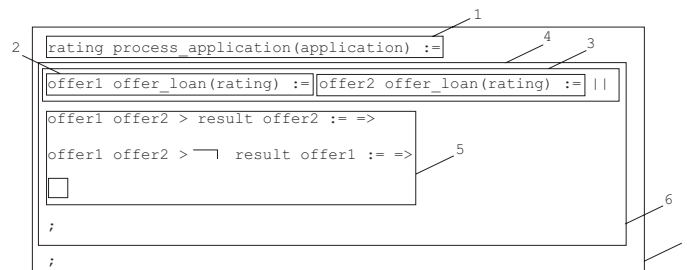 1
rating process_application(application) :=
2
4
3
offer1 offer_loan(rating) := offer2 offer_loan(rating) := ||
offer1 offer2 > result offer2 := =>
offer1 offer2 > ¬ result offer1 := =>
5
□
6
;
;